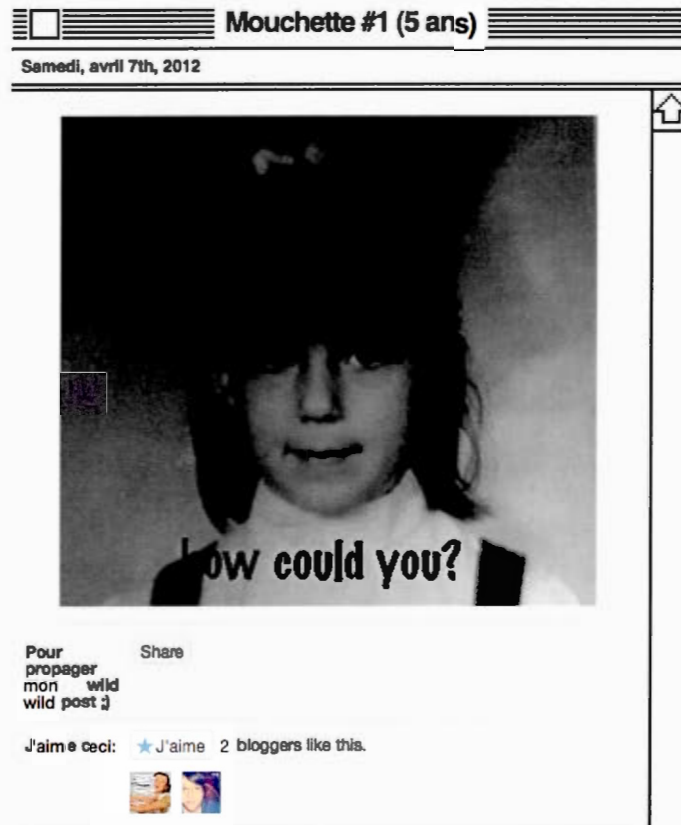 Mouchette #1 (5 ans)
Samedi, avril 7th, 2012
how could you?
Pour propager mon wild wild post ;)
Share
J'aime ceci:
J'aime
2 bloggers like this.